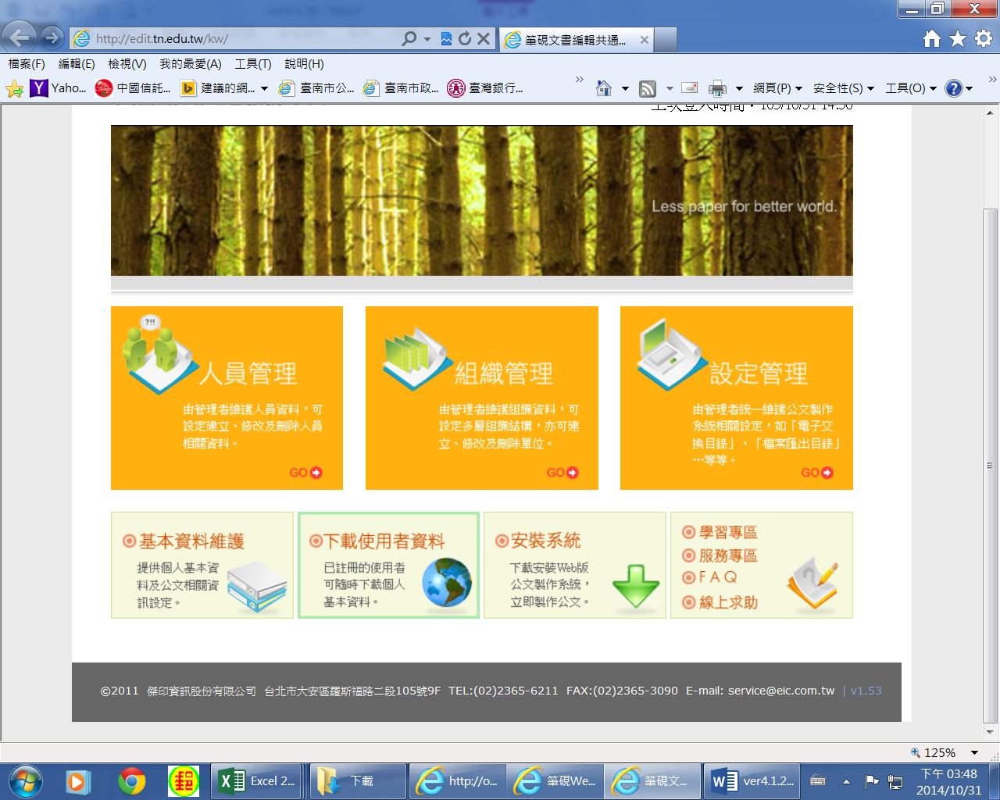 http://edit.tn.edu.tw/kw/
筆硯文書編輯共通...
檔案(F) 編輯(E) 檢視(V) 我的最愛(A) 工具(T) 說明(H)
Yaho... 中國信託... 建議的網... 臺南市公... 臺南市政... 臺灣銀行... 網頁(P) 安全性(S) 工具(O)
上次登入時間：103/10/31 14:50
Less paper for better world.
?!!
人員管理
由管理者維護人員資料，可
設定建立、修改及刪除人員
相關資料。
GO
組織管理
由管理者維護組織資料，可
設定多層組織結構，亦可建
立、修改及刪除單位。
GO
設定管理
由管理者統一維護公文製作
系統相關設定，如「電子交
換目錄」、「檔案匯出目錄」
…等等。
GO
基本資料維護
提供個人基本資
料及公文相關資
訊設定。
下載使用者資料
已註冊的使用者
可隨時下載個人
基本資料。
安裝系統
下載安裝Web版
公文製作系統，
立即製作公文。
學習專區
服務專區
FAQ
線上求助
©2011 傑印資訊股份有限公司 台北市大安區羅斯福路二段105號9F TEL:(02)2365-6211 FAX:(02)2365-3090 E-mail: service@eic.com.tw | v1.53
125%
郵
Excel 2... 下載 http://o... 筆硯We... 筆硯文... ver4.1.2...
下午 03:48
2014/10/31